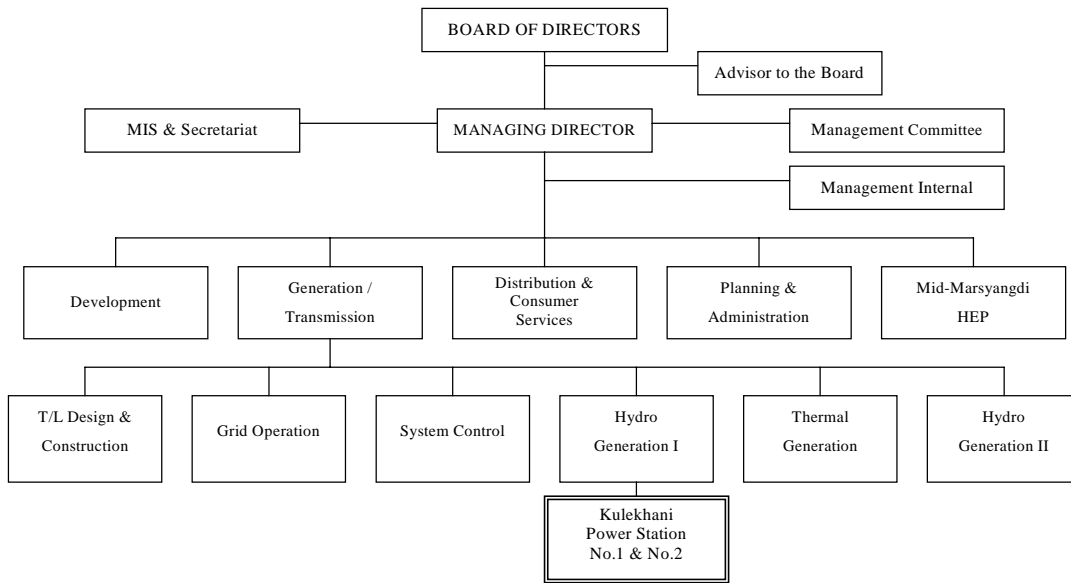 BOARD OF DIRECTORS
Advisor to the Board
MIS & Secretariat
MANAGING DIRECTOR
Management Committee
Management Internal
Development
Generation /
Transmission
Distribution &
Consumer
Services
Planning &
Administration
Mid-Marsyangdi
HEP
T/L Design &
Construction
Grid Operation
System Control
Hydro
Generation I
Thermal
Generation
Hydro
Generation II
Kulekhani
Power Station
No.1 & No.2